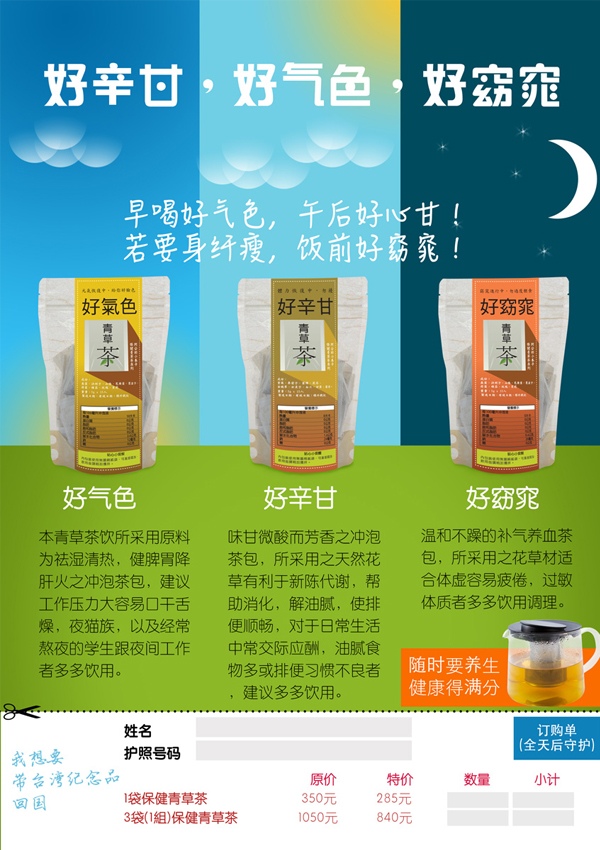 好辛甘,好气色,好窈窕
早喝好气色, 午后好心甘!
若要身纤瘦, 饭前好窈窕!
好氣色
青草茶
好辛甘
青草茶
好窈窕
青草茶
好气色
本青草茶饮所采用原料
为祛湿清热，健脾胃降
肝火之冲泡茶包，建议
工作压力大容易口干舌
燥，夜猫族，以及经常
熬夜的学生跟夜间工作
者多多饮用。
好辛甘
味甘微酸而芳香之冲泡
茶包，所采用之天然花
草有利于新陈代谢，帮
助消化，解油腻，使排
便顺畅，对于日常生活
中常交际应酬，油腻食
物多或排便习惯不良者
，建议多多饮用。
好窈窕
温和不躁的补气养血茶
包，所采用之花草材适
合体虚容易疲倦，过敏
体质者多多饮用调理。
随时要养生
健康得满分
订购单
(全天后守护)
姓名
护照号码
我想要
带台湾纪念品
回国
原价 特价 数量 小计
1袋保健青草茶 350元 285元
3袋(1組)保健青草茶 1050元 840元